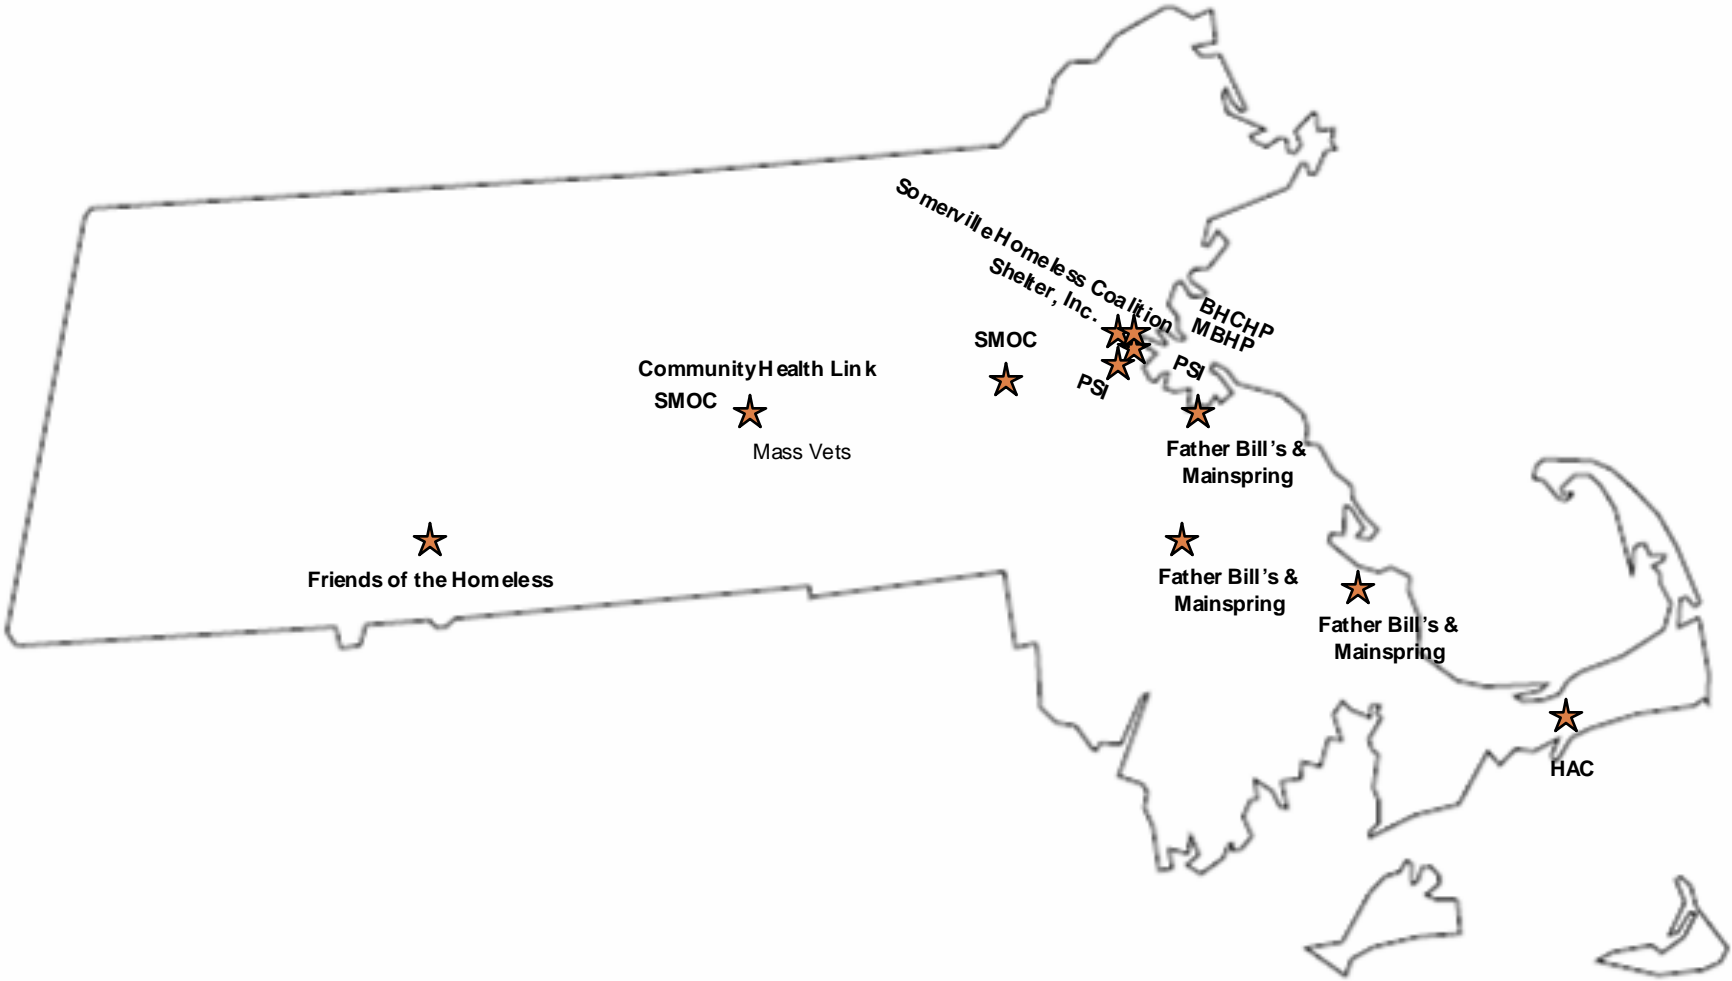 Somerville Homeless Coalition
Shelter, Inc.
BHCHP
MBHP
SMOC
PSI
PSI
Community Health Link
SMOC
Mass Vets
Father Bill's &
Mainspring
Friends of the Homeless
Father Bill's &
Mainspring
Father Bill's &
Mainspring
HAC